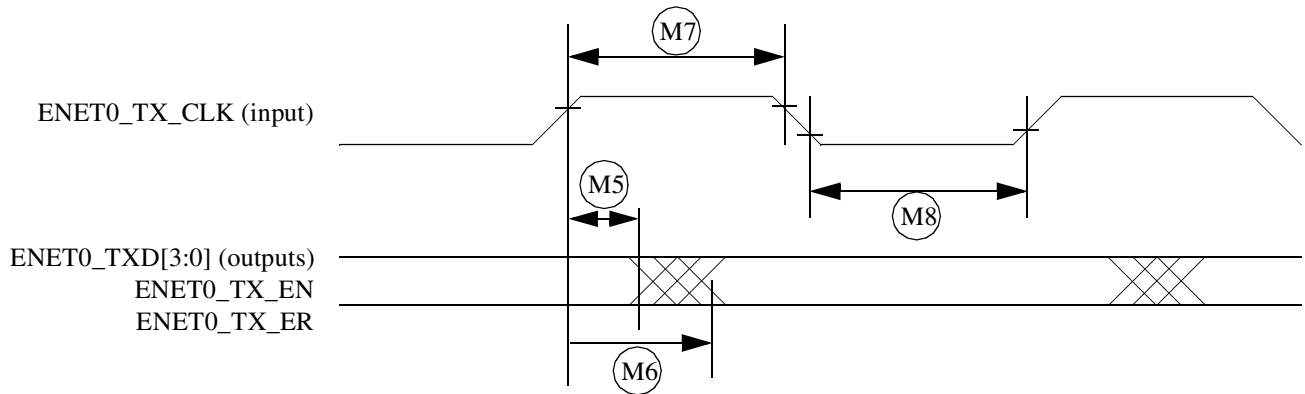 M7
ENET0_TX_CLK (input)
M5
M8
ENET0_TXD[3:0] (outputs)
ENET0_TX_EN
ENET0_TX_ER
M6